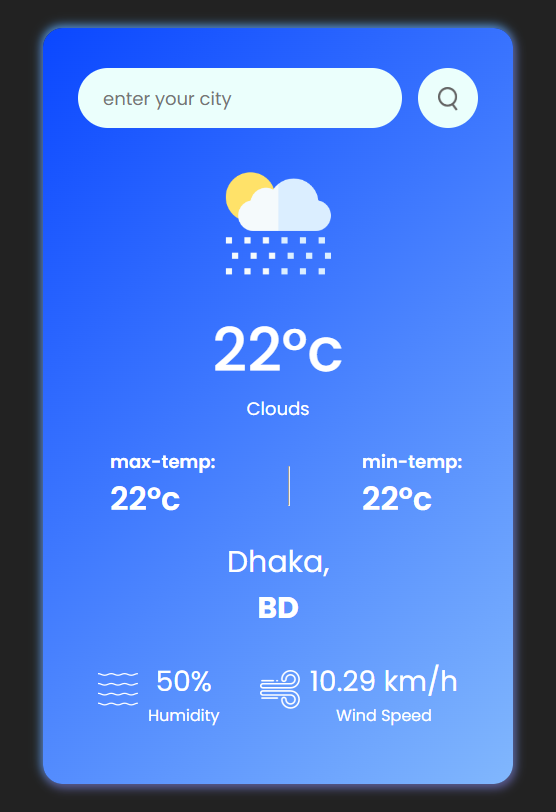 enter your city
22°c
Clouds
max-temp:
22°c
min-temp:
22°c
Dhaka,
BD
50%
Humidity
10.29 km/h
Wind Speed